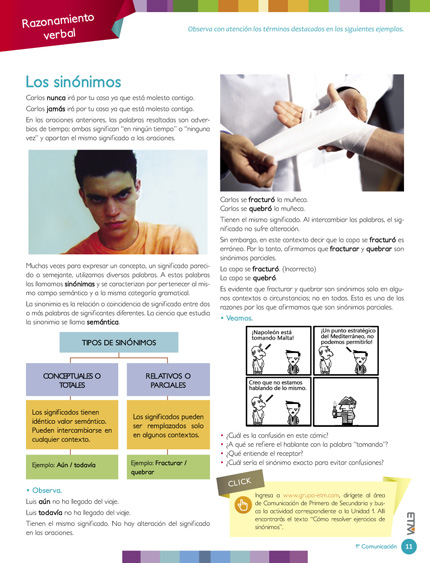 Razonamiento
verbal
Observa con atención los términos destacados en los siguientes ejemplos.
Los sinónimos
Carlos nunca irá por tu casa ya que está molesto contigo.
Carlos jamás irá por tu casa ya que está molesto contigo.
En las oraciones anteriores, las palabras resaltadas son adver-
bios de tiempo; ambas significan "en ningún tiempo" o "ninguna
vez" y aportan el mismo significado a las oraciones.
Muchas veces para expresar un concepto, un significado pareci-
do o semejante, utilizamos diversas palabras. A estas palabras
las llamamos sinónimas y se caracterizan por pertenecer al mis-
mo campo semántico y a la misma categoría gramatical.
La sinonimia es la relación o coincidencia de significado entre dos
o más palabras de significantes diferentes. La ciencia que estudia
la sinonimia se llama semántica.
TIPOS DE SINÓNIMOS
CONCEPTUALES O
TOTALES
Los significados tienen
idéntico valor semántico.
Pueden intercambiarse en
cualquier contexto.
Ejemplo: Aún / todavía
RELATIVOS O
PARCIALES
Los significados pueden
ser remplazados solo
en algunos contextos.
Ejemplo: Fracturar /
quebrar
• Observa.
Luis aún no ha llegado del viaje.
Luis todavía no ha llegado del viaje.
Tienen el mismo significado. No hay alteración del significado
en las oraciones.
Carlos se fracturó la muñeca.
Carlos se quebró la muñeca.
Tienen el mismo significado. Al intercambiar las palabras, el sig-
nificado no sufre alteración.
Sin embargo, en este contexto decir que la copa se fracturó es
errónea. Por lo tanto, afirmamos que fracturar y quebrar son
sinónimos parciales.
La copa se fracturó. (Incorrecto)
La copa se quebró.
Es evidente que fracturar y quebrar son sinónimos solo en algu-
nos contextos o circunstancias; no en todos. Esta es una de las
razones por las que afirmamos que son sinónimos parciales.
• Veamos.
¡Napoleón está
tomando Malta!
¡Un punto estratégico
del Mediterráneo, no
podemos permitirlo!
Creo que no estamos
hablando de lo mismo.
• ¿Cuál es la confusión en este cómic?
• ¿A qué se refiere el hablante con la palabra "tomando"?
• ¿Qué entiende el receptor?
• ¿Cuál sería el sinónimo exacto para evitar confusiones?
CLICK
Ingresa a www.grupo-etm.com, dirígete al área
de Comunicación de Primero de Secundaria y bus-
ca la actividad correspondiente a la Unidad 1. Allí
encontrarás el texto "Cómo resolver ejercicios de
sinónimos".
ETM
1° Comunicación 11